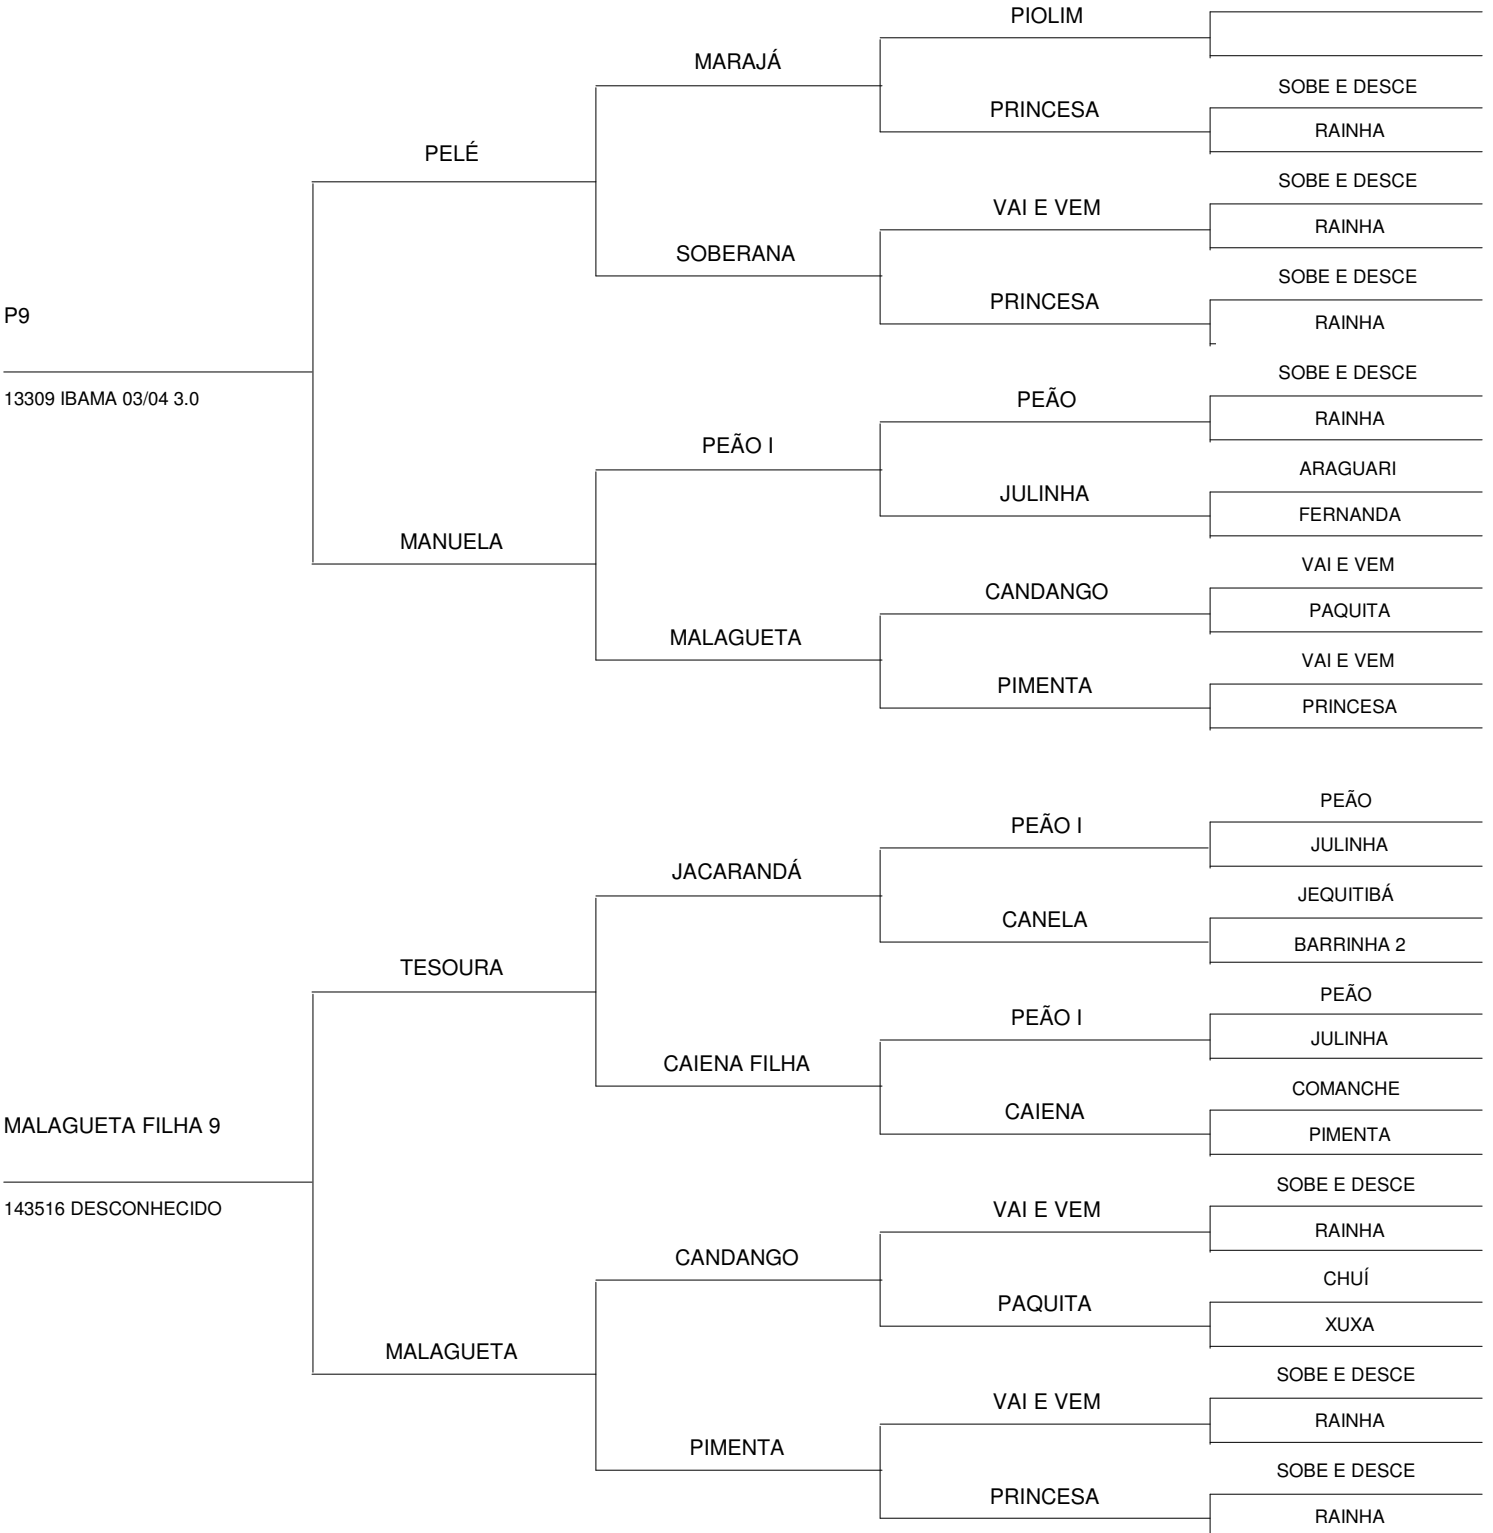 PIOLIM
MARAJÁ
SOBE E DESCE
PRINCESA
RAINHA
PELÉ
SOBE E DESCE
VAI E VEM
RAINHA
SOBERANA
SOBE E DESCE
PRINCESA
P9
RAINHA
SOBE E DESCE
13309 IBAMA 03/04 3.0
PEÃO
RAINHA
PEÃO I
ARAGUARI
JULINHA
FERNANDA
MANUELA
VAI E VEM
CANDANGO
PAQUITA
MALAGUETA
VAI E VEM
PIMENTA
PRINCESA
PEÃO
PEÃO I
JULINHA
JACARANDÁ
JEQUITIBÁ
CANELA
BARRINHA 2
TESOURA
PEÃO
PEÃO I
JULINHA
CAIENA FILHA
COMANCHE
CAIENA
MALAGUETA FILHA 9
PIMENTA
SOBE E DESCE
143516 DESCONHECIDO
VAI E VEM
RAINHA
CANDANGO
CHUÍ
PAQUITA
XUXA
MALAGUETA
SOBE E DESCE
VAI E VEM
RAINHA
PIMENTA
SOBE E DESCE
PRINCESA
RAINHA